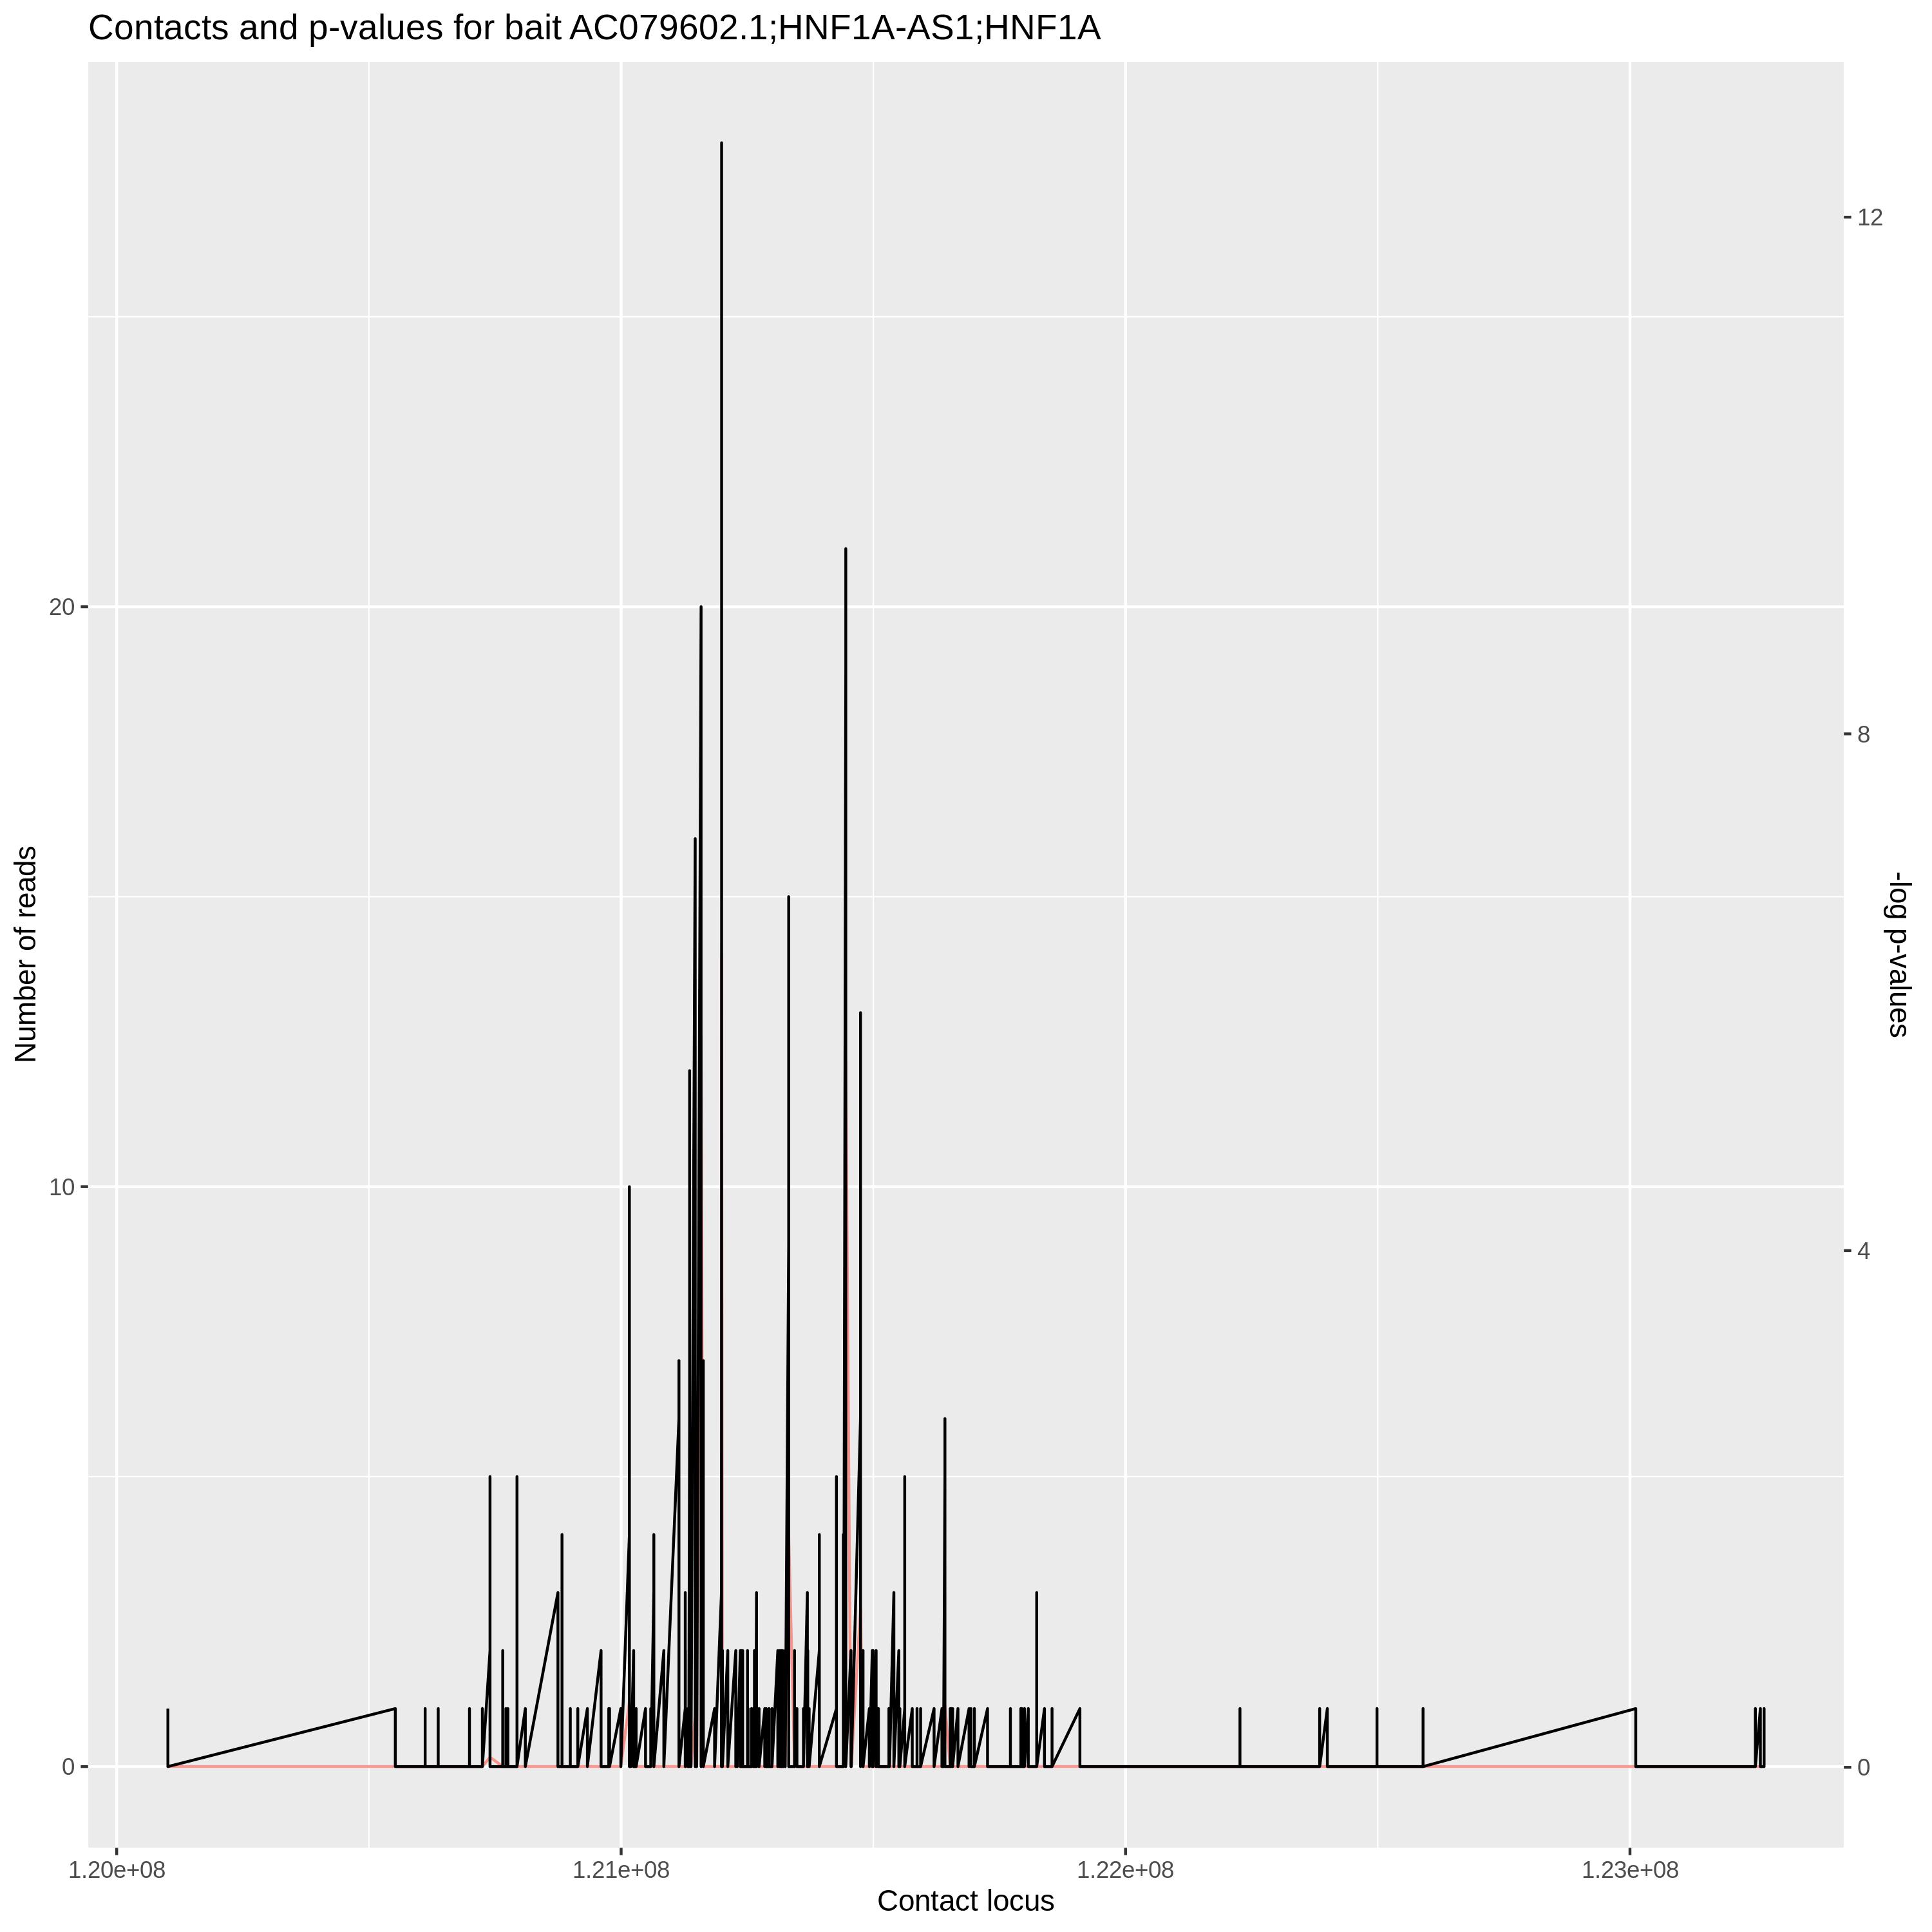 Contacts and p-values for bait AC079602.1;HNF1A-AS1;HNF1A
Number of reads
20
10
0
12
8
4
0
-log p-values
1.20e+08
1.21e+08
1.22e+08
1.23e+08
Contact locus